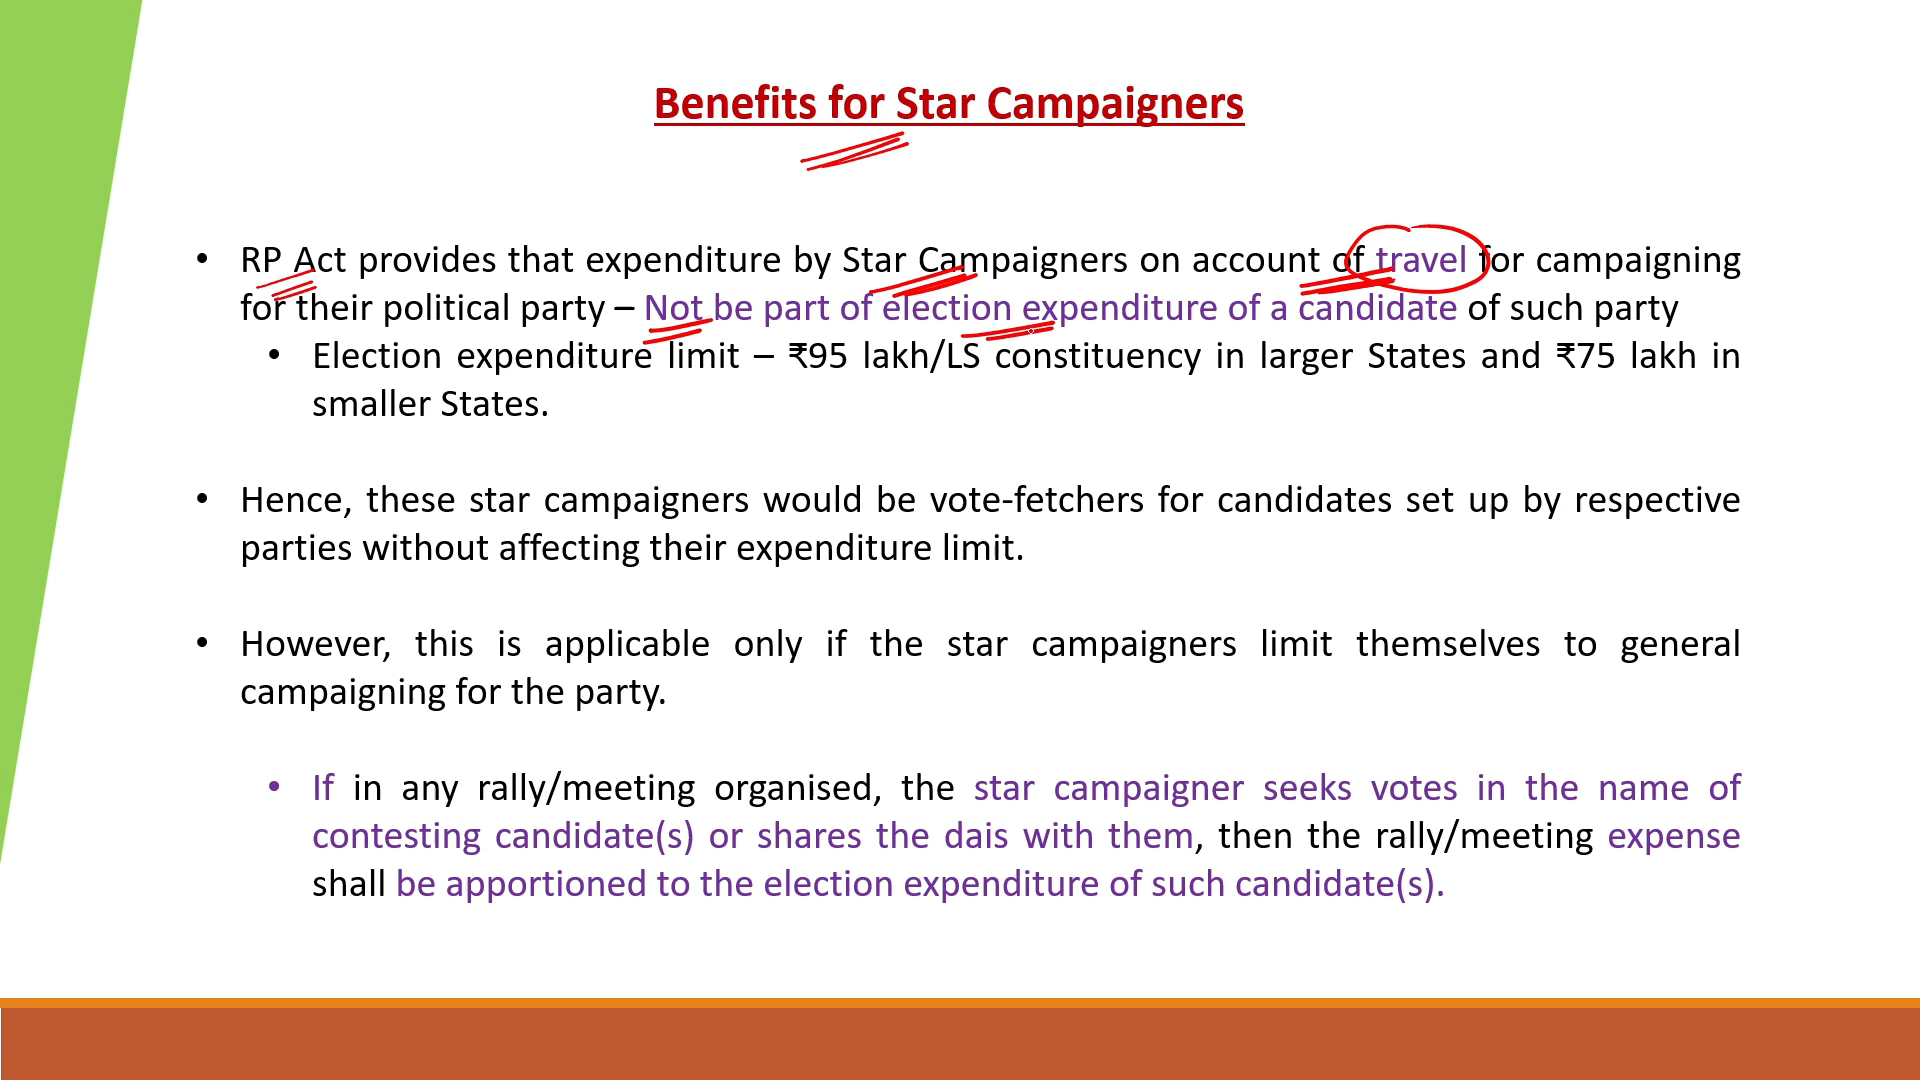 Benefits for Star Campaigners
• RP Act provides that expenditure by Star Campaigners on account of travel for campaigning
for their political party – Not be part of election expenditure of a candidate of such party
• Election expenditure limit – ₹95 lakh/LS constituency in larger States and ₹75 lakh in
smaller States.
• Hence, these star campaigners would be vote-fetchers for candidates set up by respective
parties without affecting their expenditure limit.
• However, this is applicable only if the star campaigners limit themselves to general
campaigning for the party.
• If in any rally/meeting organised, the star campaigner seeks votes in the name of
contesting candidate(s) or shares the dais with them, then the rally/meeting expense
shall be apportioned to the election expenditure of such candidate(s).